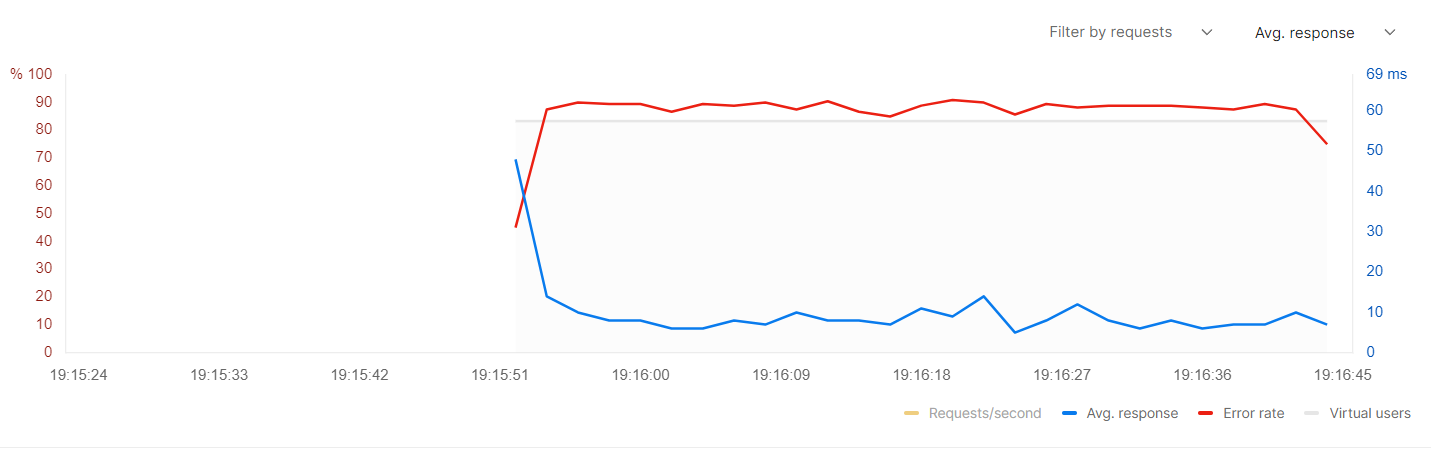 Filter by requests Avg. response
% 100 69 ms
90 60
80 50
70 40
60 30
50 20
40 10
30 0
20
10
0
19:15:24 19:15:33 19:15:42 19:15:51 19:16:00 19:16:09 19:16:18 19:16:27 19:16:36 19:16:45
Requests/second Avg. response Error rate Virtual users